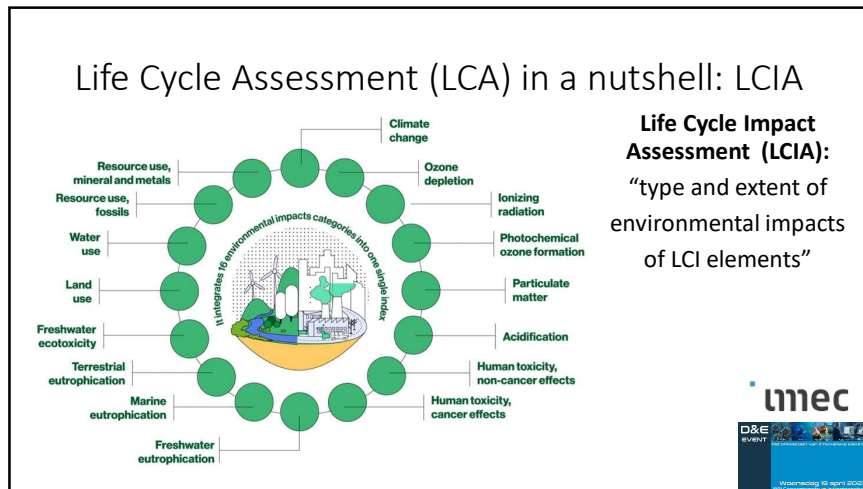 Life Cycle Assessment (LCA) in a nutshell: LCIA
Climate
change
Ozone
depletion
Ionizing
radiation
Photochemical
ozone formation
Particulate
matter
Acidification
Human toxicity,
non-cancer effects
Human toxicity,
cancer effects
Freshwater
eutrophication
Marine
eutrophication
Terrestrial
eutrophication
Freshwater
ecotoxicity
Land
use
Water
use
Resource use,
fossils
Resource use,
mineral and metals
It integrates 16 environmental impacts categories into one single index
Life Cycle Impact
Assessment (LCIA):
“type and extent of
environmental impacts
of LCI elements”
imec
D&E
EVENT
Woensdag 19 april